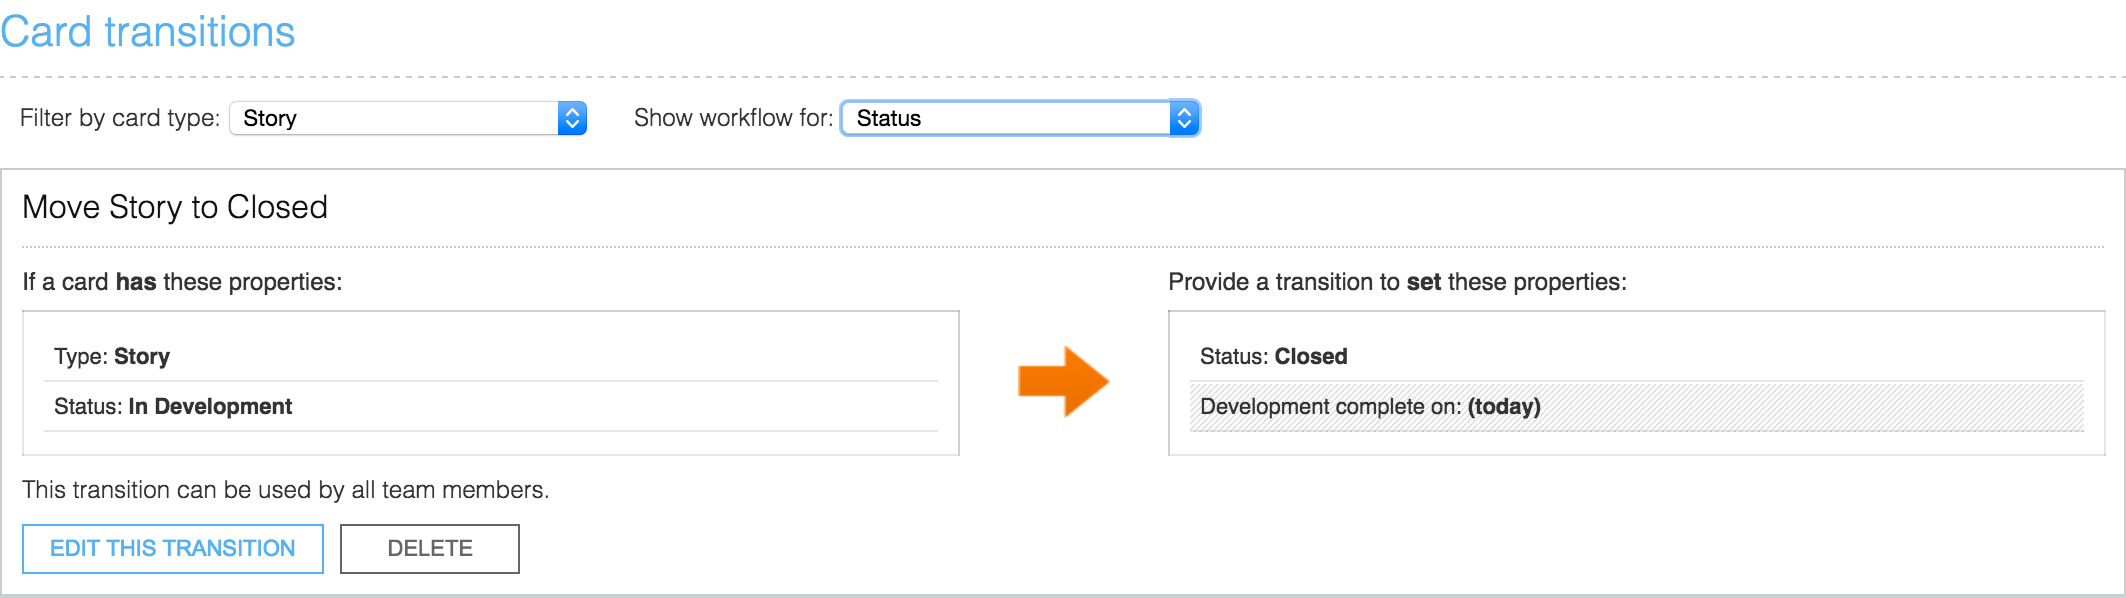 Card transitions
Filter by card type: Story Show workflow for: Status
Move Story to Closed
If a card has these properties:
Type: Story
Status: In Development
Provide a transition to set these properties:
Status: Closed
Development complete on: (today)
This transition can be used by all team members.
EDIT THIS TRANSITION DELETE